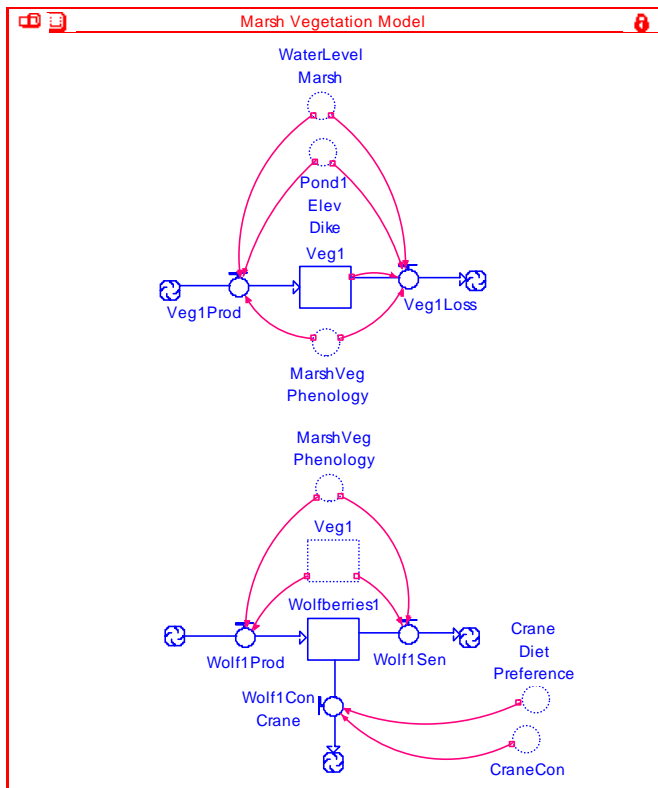 Marsh Vegetation Model
WaterLevel
Marsh
Pond1
Elev
Dike
Veg1
Veg1Prod
Veg1Loss
MarshVeg
Phenology
MarshVeg
Phenology
Veg1
Wolfberries1
Wolf1Prod
Wolf1Sen
Crane
Diet
Preference
Wolf1Con
Crane
CraneCon